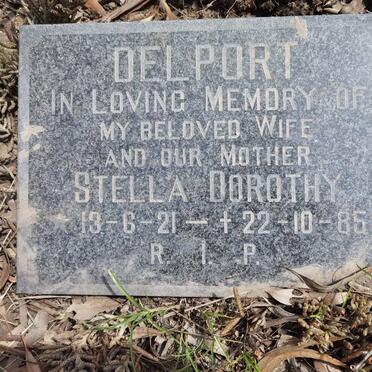 DELPORT
IN LOVING MEMORY OF
MY BELOVED WIFE
AND OUR MOTHER
STELLA DOROTHY
* 13-6-21 — + 22-10-85
R. I. P.